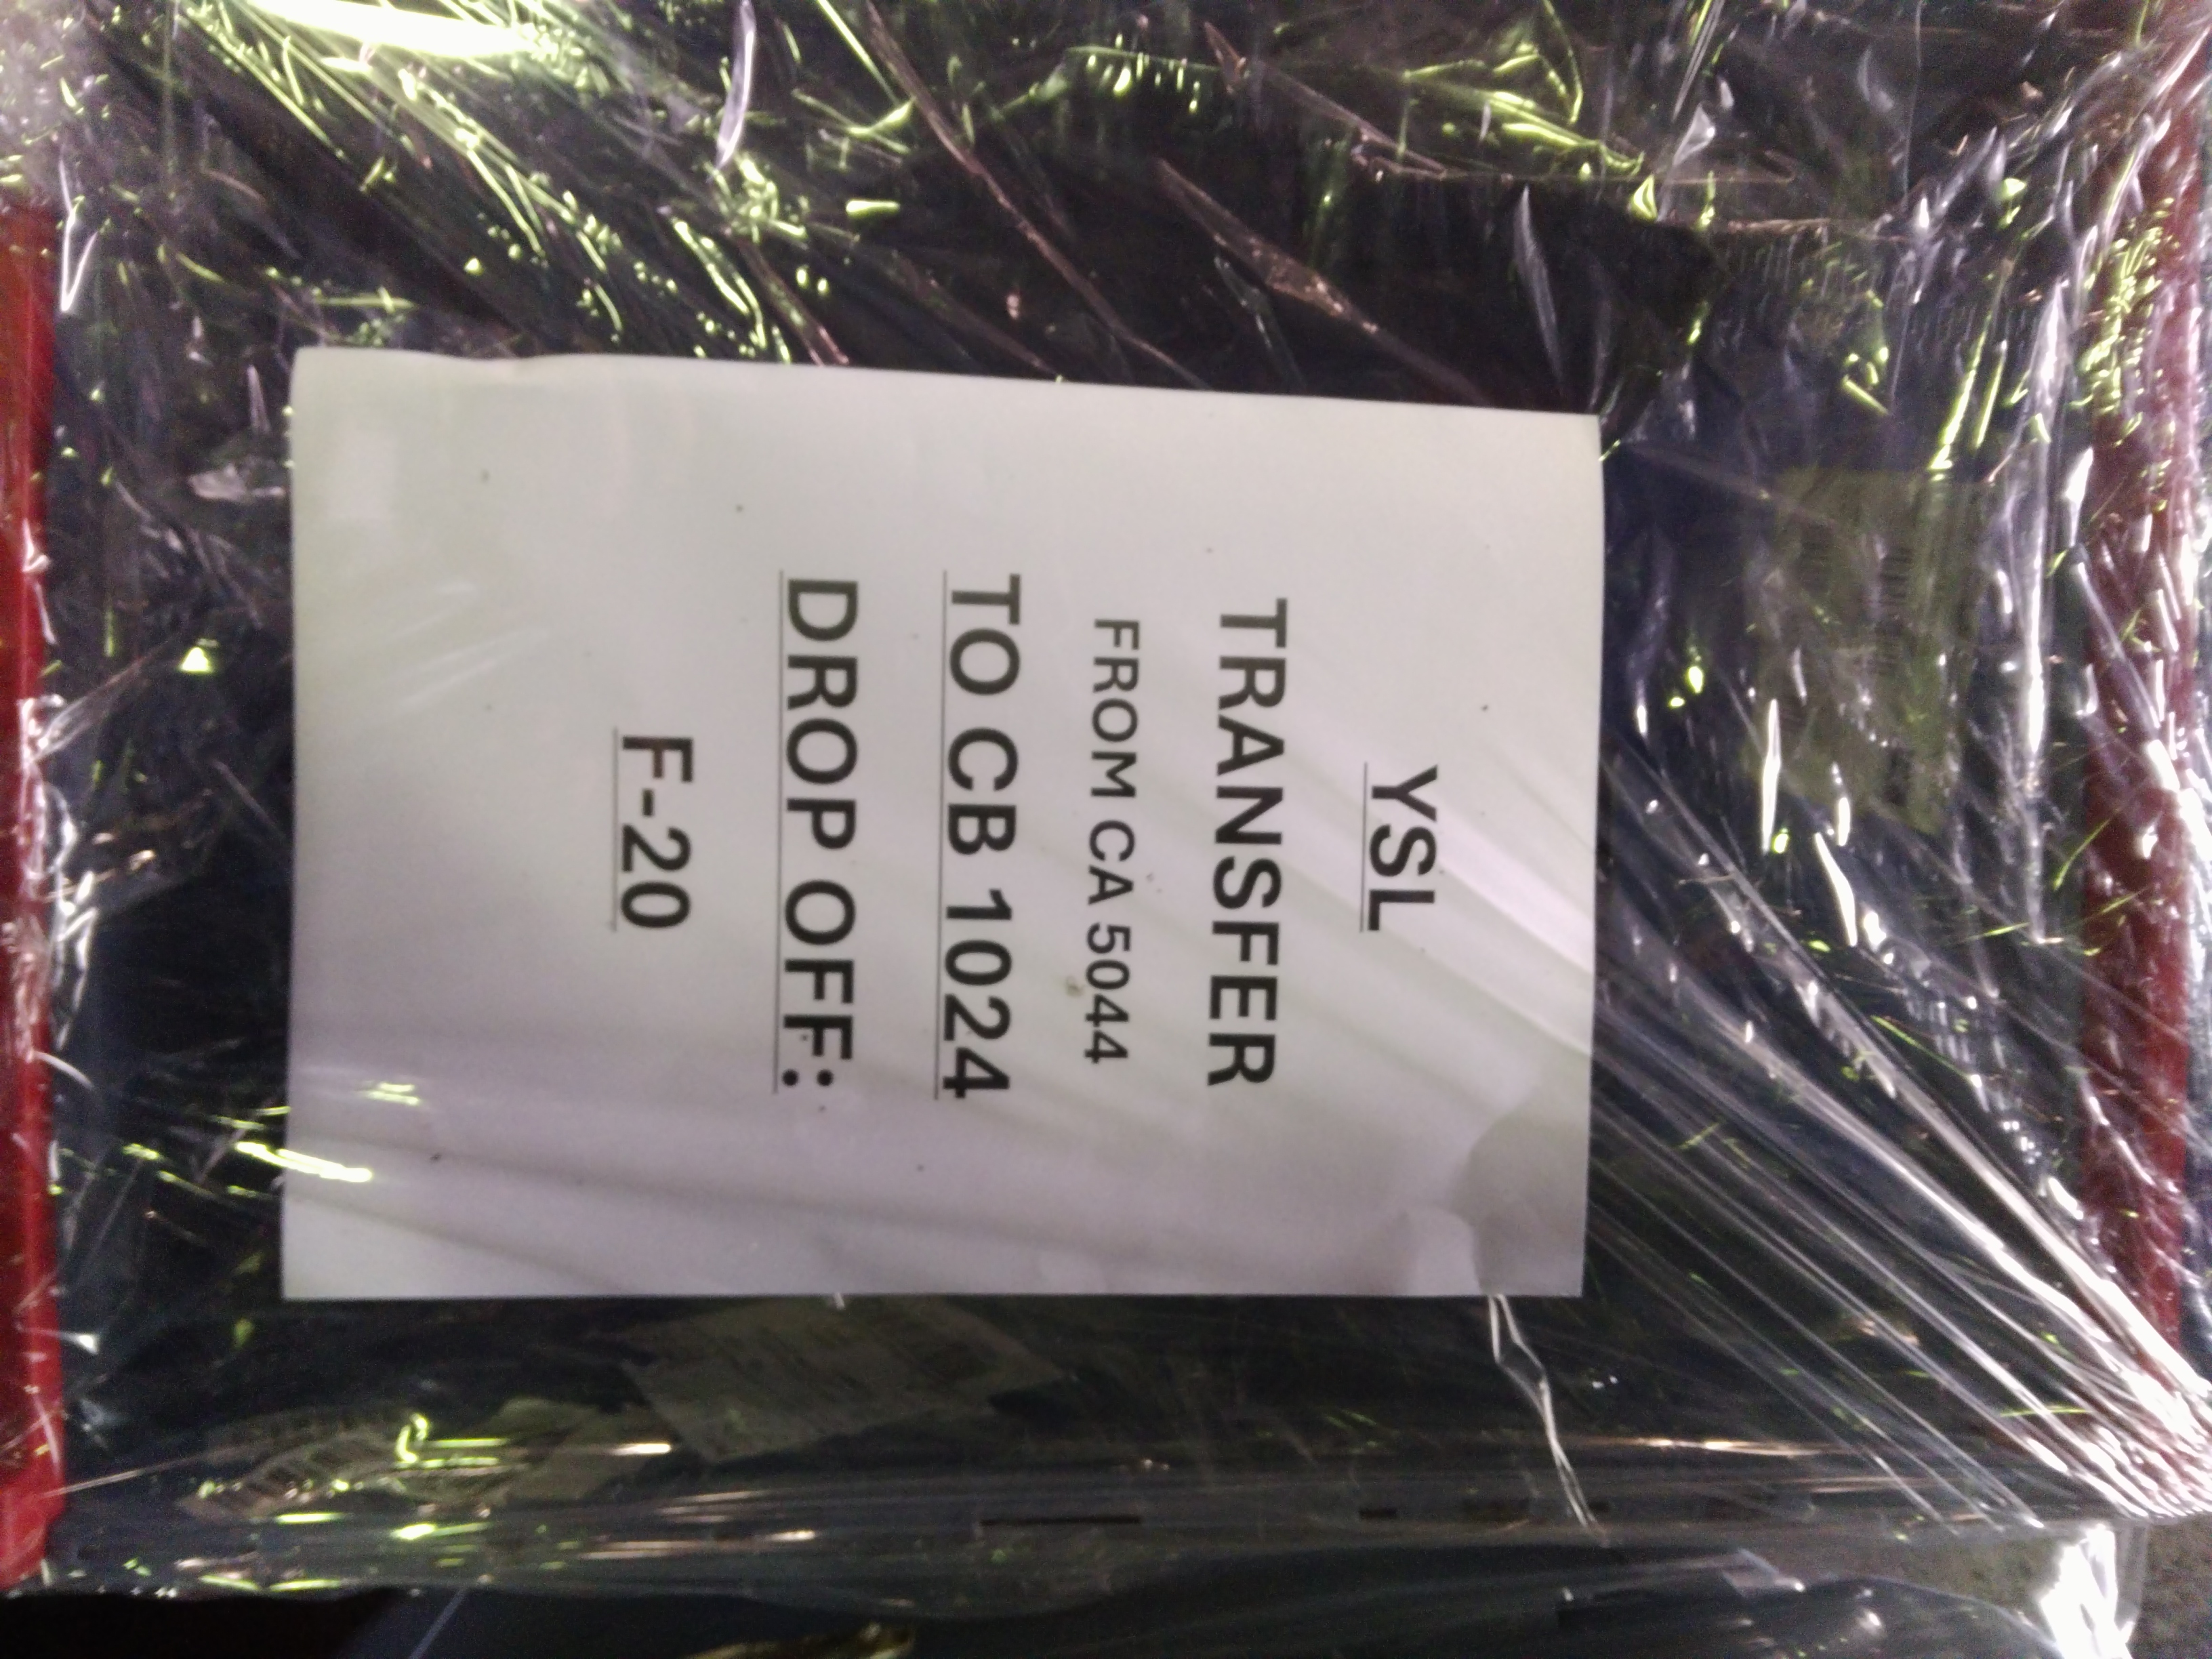 YSL
TRANSFER
FROM CA 5044
TO CB 1024
DROP OFF:
F-20